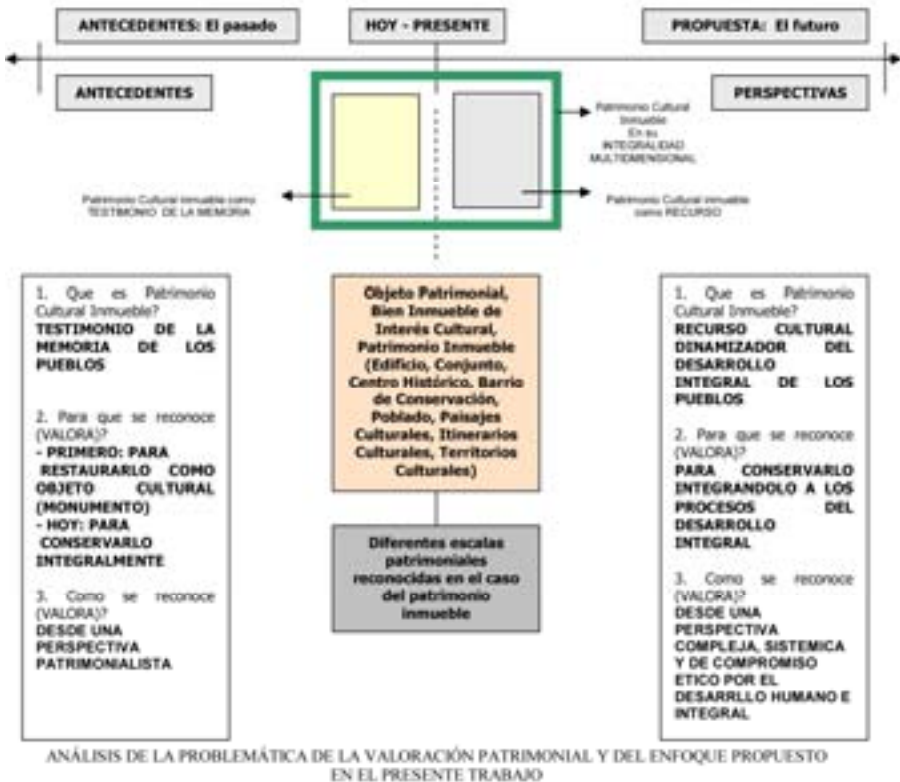 ANTECEDENTES: El pasado
HOY - PRESENTE
PROPUESTA: El futuro
ANTECEDENTES
PERSPECTIVAS
Patrimonio Cultural
Inmueble
En su
INTEGRALIDAD
MULTIDIMENSIONAL
Patrimonio Cultural inmueble como
TESTIMONIO DE LA MEMORIA
Patrimonio Cultural inmueble
como RECURSO
1. Que es Patrimonio
Cultural Inmueble?
TESTIMONIO DE LA
MEMORIA DE LOS
PUEBLOS
2. Para que se reconoce
(VALORA)?
- PRIMERO: PARA
RESTAURARLO COMO
OBJETO CULTURAL
(MONUMENTO)
- HOY: PARA
CONSERVARLO
INTEGRALMENTE
3. Como se reconoce
(VALORA)?
DESDE UNA
PERSPECTIVA
PATRIMONIALISTA
Objeto Patrimonial,
Bien Inmueble de
Interés Cultural,
Patrimonio Inmueble
(Edificio, Conjunto,
Centro Histórico. Barrio
de Conservación,
Poblado, Paisajes
Culturales, Itinerarios
Culturales, Territorios
Culturales)
Diferentes escalas
patrimoniales
reconocidas en el caso
del patrimonio
inmueble
1. Que es Patrimonio
Cultural Inmueble?
RECURSO CULTURAL
DINAMIZADOR DEL
DESARROLLO
INTEGRAL DE LOS
PUEBLOS
2. Para que se reconoce
(VALORA)?
PARA CONSERVARLO
INTEGRANDOLO A LOS
PROCESOS DEL
DESARROLLO
INTEGRAL
3. Como se reconoce
(VALORA)?
DESDE UNA
PERSPECTIVA
COMPLEJA, SISTEMICA
Y DE COMPROMISO
ETICO POR EL
DESARRLLO HUMANO E
INTEGRAL
ANÁLISIS DE LA PROBLEMÁTICA DE LA VALORACIÓN PATRIMONIAL Y DEL ENFOQUE PROPUESTO
EN EL PRESENTE TRABAJO